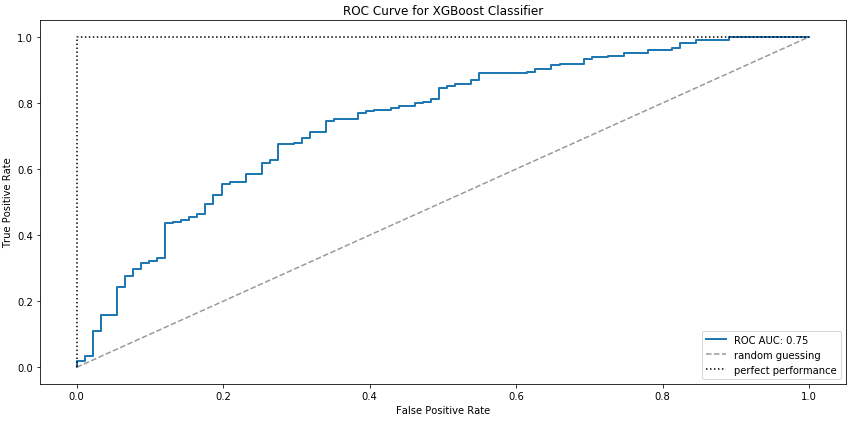 ROC Curve for XGBoost Classifier
True Positive Rate
1.0
0.8
0.6
0.4
0.2
0.0
0.0 0.2 0.4 0.6 0.8 1.0
False Positive Rate
ROC AUC: 0.75
random guessing
perfect performance